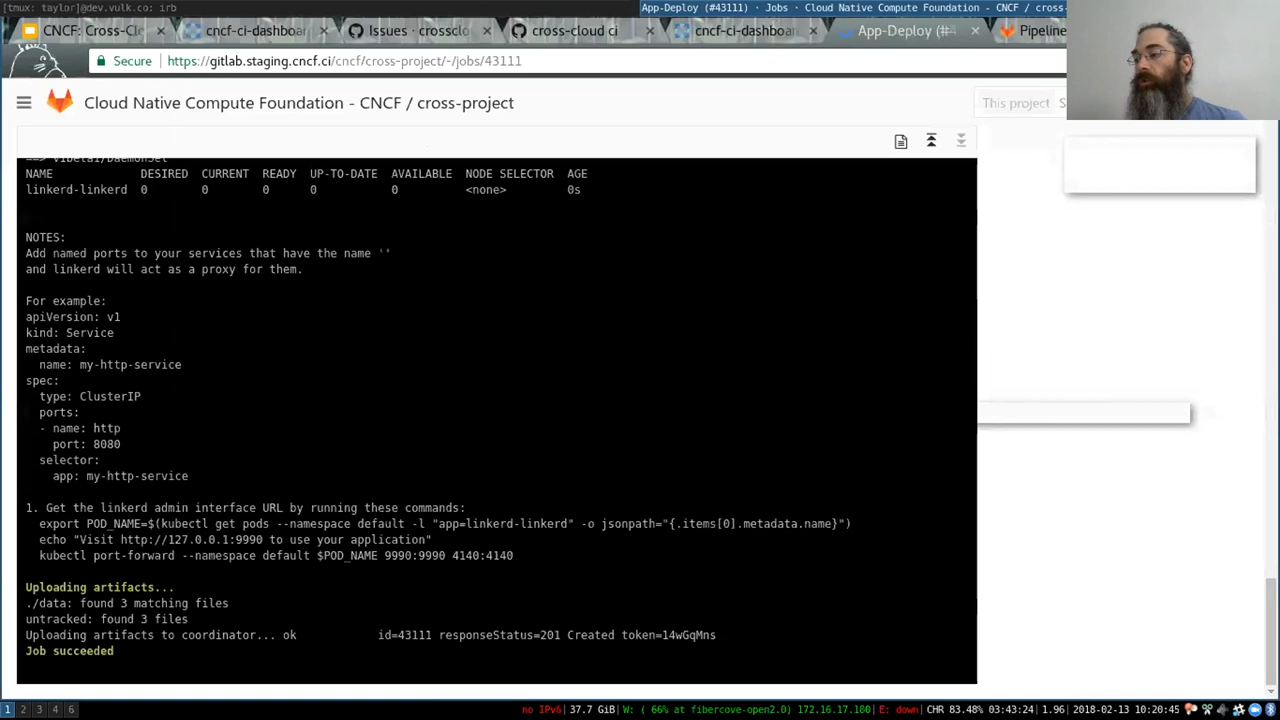 [tmux: taylor]@dev.vulk.co: irb
App-Deploy (#43111) · Jobs · Cloud Native Compute Foundation - CNCF / cross-
CNCF: Cross-Clo
cncf-ci-dashboar
Issues · crossclo
cross-cloud ci
cncf-ci-dashboa
App-Deploy (#4
Pipeline
Secure
https://gitlab.staging.cncf.ci/cncf/cross-project/-/jobs/43111
Cloud Native Compute Foundation - CNCF / cross-project
This project
==> v1beta1/DaemonSet
NAME DESIRED CURRENT READY UP-TO-DATE AVAILABLE NODE SELECTOR AGE
linkerd-linkerd 0 0 0 0 0 <none> 0s
NOTES:
Add named ports to your services that have the name ''
and linkerd will act as a proxy for them.
For example:
apiVersion: v1
kind: Service
metadata:
name: my-http-service
spec:
type: ClusterIP
ports:
- name: http
port: 8080
selector:
app: my-http-service
1. Get the linkerd admin interface URL by running these commands:
export POD_NAME=$(kubectl get pods --namespace default -l "app=linkerd-linkerd" -o jsonpath="{.items[0].metadata.name}")
echo "Visit http://127.0.0.1:9990 to use your application"
kubectl port-forward --namespace default $POD_NAME 9990:9990 4140:4140
Uploading artifacts...
./data: found 3 matching files
untracked: found 3 files
Uploading artifacts to coordinator... ok id=43111 responseStatus=201 Created token=14wGqMns
Job succeeded
1 2 3 4 6
no IPv6| 37.7 GiB| W: ( 66% at fibercove-open2.0) 172.16.17.100| E: down| CHR 83.48% 03:43:24 | 1.96 | 2018-02-13 10:20:45